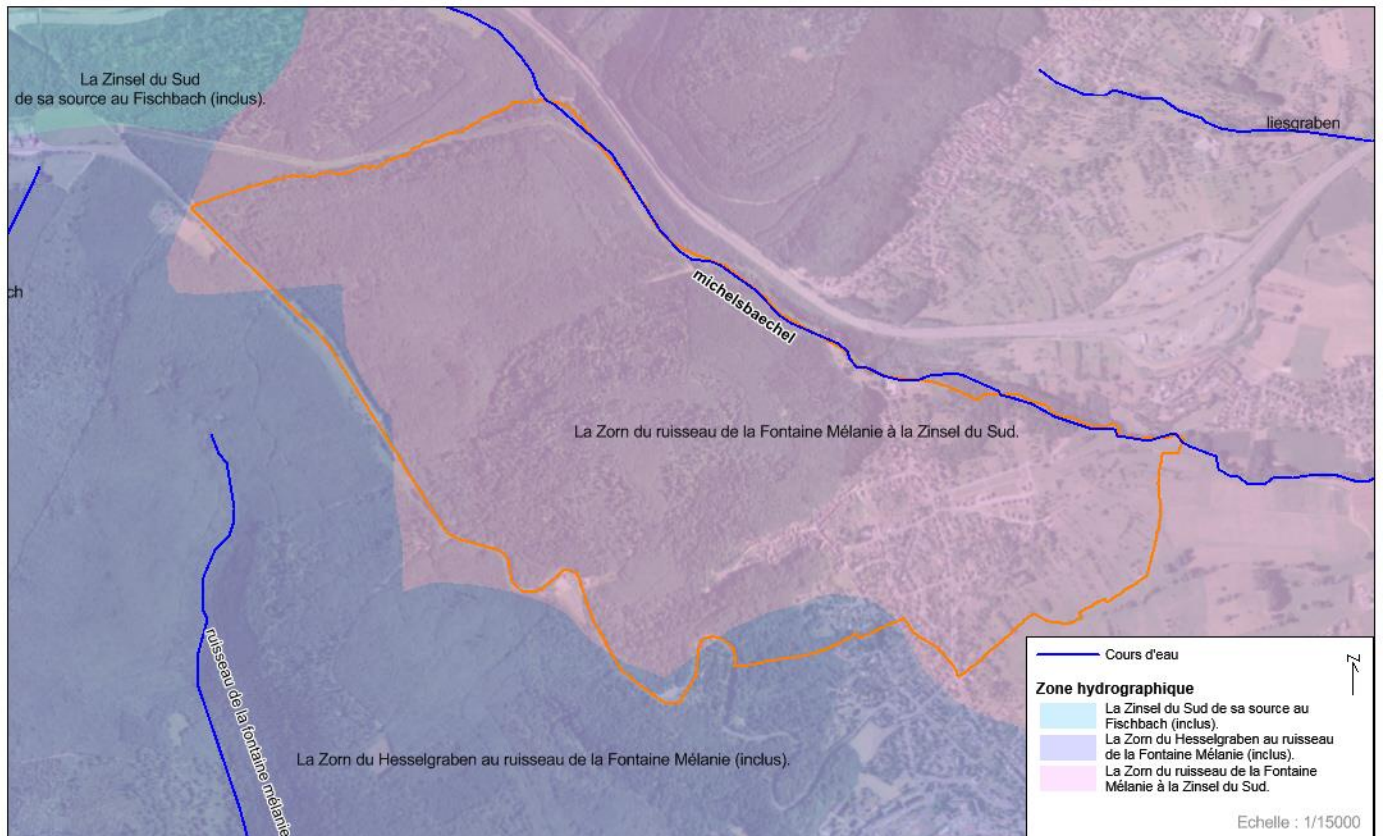 La Zinsel du Sud
de sa source au Fischbach (inclus).
liesgraben
ch
michelsbaechel
La Zorn du ruisseau de la Fontaine Mélanie à la Zinsel du Sud.
ruisseau de la fontaine mélanie
La Zorn du Hesselgraben au ruisseau de la Fontaine Mélanie (inclus).
Cours d'eau
N
Zone hydrographique
La Zinsel du Sud de sa source au
Fischbach (inclus).
La Zorn du Hesselgraben au ruisseau
de la Fontaine Mélanie (inclus).
La Zorn du ruisseau de la Fontaine
Mélanie à la Zinsel du Sud.
Echelle : 1/15000